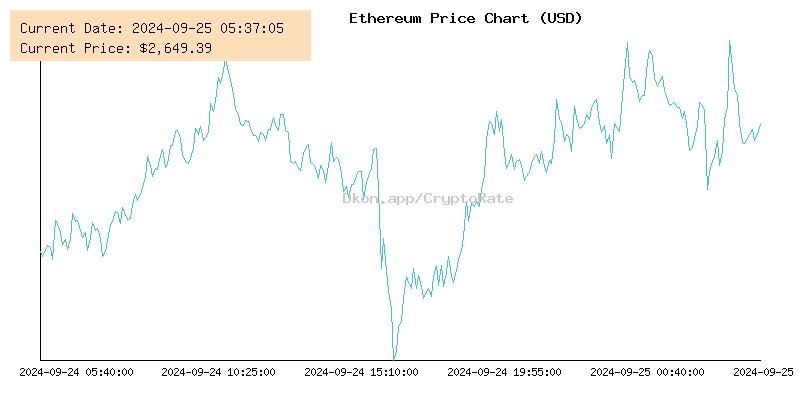 Ethereum Price Chart (USD)
Current Date: 2024-09-25 05:37:05
Current Price: $2,649.39
Dkon.app/CryptoRate
2024-09-24 05:40:00 2024-09-24 10:25:00 2024-09-24 15:10:00 2024-09-24 19:55:00 2024-09-25 00:40:00 2024-09-25